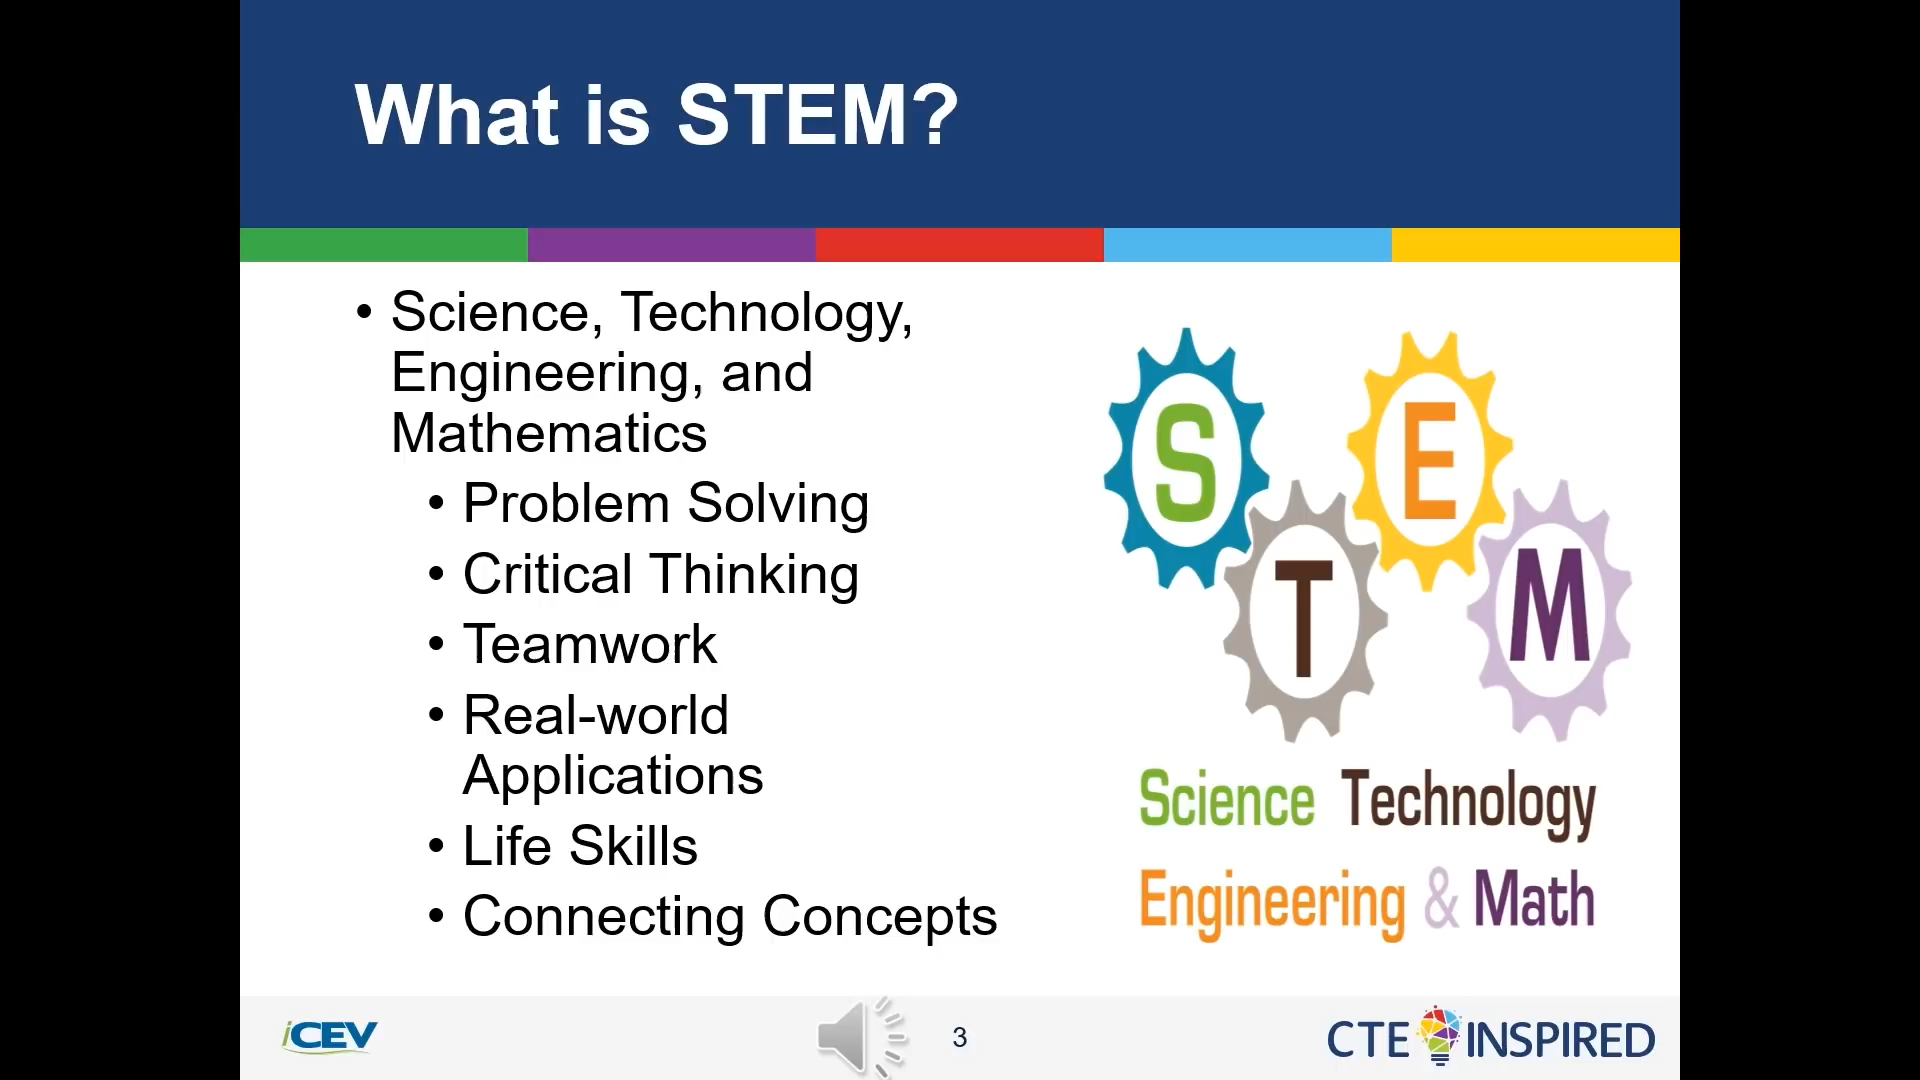 What is STEM?
• Science, Technology,
Engineering, and
Mathematics
• Problem Solving
• Critical Thinking
• Teamwork
• Real-world
Applications
• Life Skills
• Connecting Concepts
S
T
E
M
Science Technology
Engineering & Math
iCEV
3
CTE INSPIRED